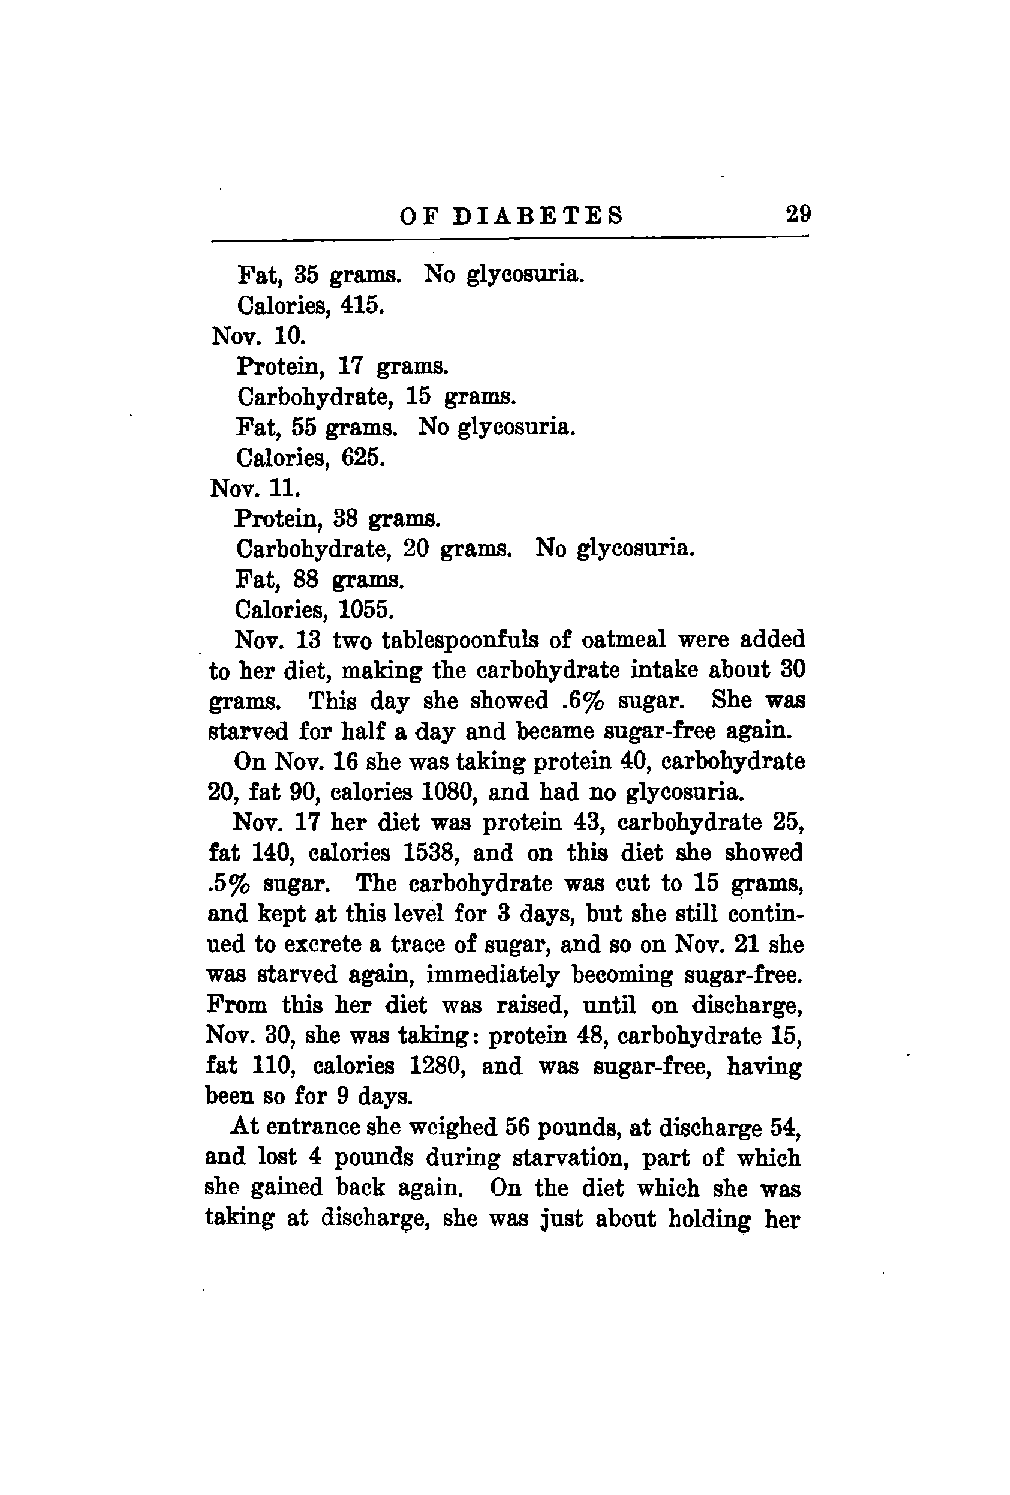 OF DIABETES 29
Fat, 35 grams. No glycosuria.
Calories, 415.
Nov. 10.
Protein, 17 grams.
Carbohydrate, 15 grams.
Fat, 55 grams. No glycosuria.
Calories, 625.
Nov. 11.
Protein, 38 grams.
Carbohydrate, 20 grams. No glycosuria.
Fat, 88 grams.
Calories, 1055.
Nov. 13 two tablespoonfuls of oatmeal were added
to her diet, making the carbohydrate intake about 30
grams. This day she showed .6% sugar. She was
starved for half a day and became sugar-free again.
On Nov. 16 she was taking protein 40, carbohydrate
20, fat 90, calories 1080, and had no glycosuria.
Nov. 17 her diet was protein 43, carbohydrate 25,
fat 140, calories 1538, and on this diet she showed
.5% sugar. The carbohydrate was cut to 15 grams,
and kept at this level for 3 days, but she still contin-
ued to excrete a trace of sugar, and so on Nov. 21 she
was starved again, immediately becoming sugar-free.
From this her diet was raised, until on discharge,
Nov. 30, she was taking: protein 48, carbohydrate 15,
fat 110, calories 1280, and was sugar-free, having
been so for 9 days.
At entrance she weighed 56 pounds, at discharge 54,
and lost 4 pounds during starvation, part of which
she gained back again. On the diet which she was
taking at discharge, she was just about holding her